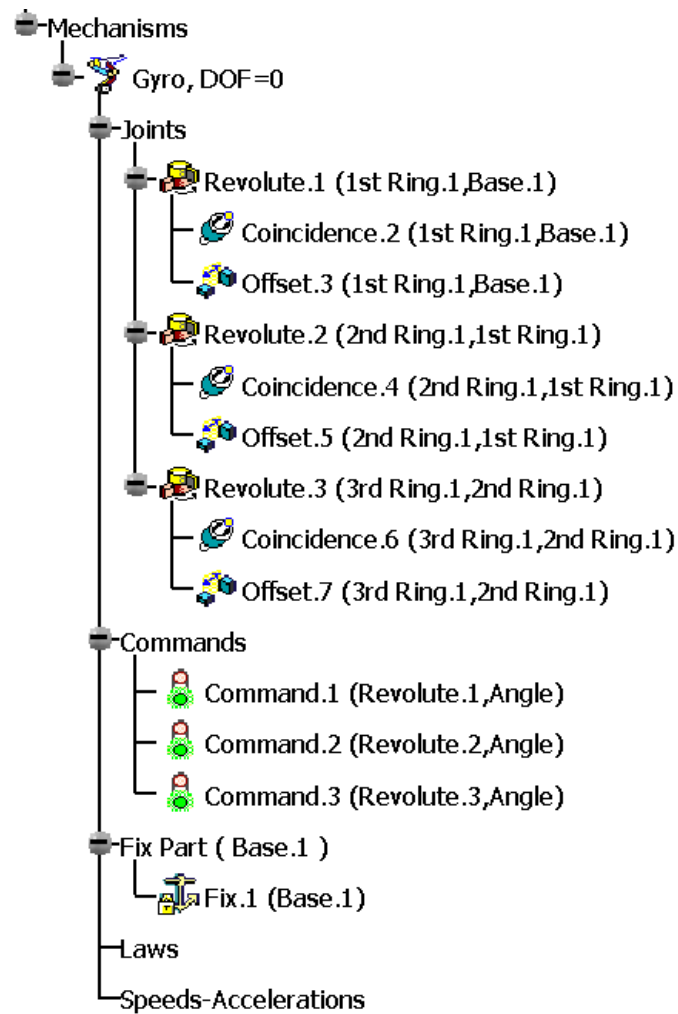 Mechanisms
Gyro, DOF=0
Joints
Revolute.1 (1st Ring.1,Base.1)
Coincidence.2 (1st Ring.1,Base.1)
Offset.3 (1st Ring.1,Base.1)
Revolute.2 (2nd Ring.1,1st Ring.1)
Coincidence.4 (2nd Ring.1,1st Ring.1)
Offset.5 (2nd Ring.1,1st Ring.1)
Revolute.3 (3rd Ring.1,2nd Ring.1)
Coincidence.6 (3rd Ring.1,2nd Ring.1)
Offset.7 (3rd Ring.1,2nd Ring.1)
Commands
Command.1 (Revolute.1,Angle)
Command.2 (Revolute.2,Angle)
Command.3 (Revolute.3,Angle)
Fix Part ( Base.1 )
Fix.1 (Base.1)
Laws
Speeds-Accelerations